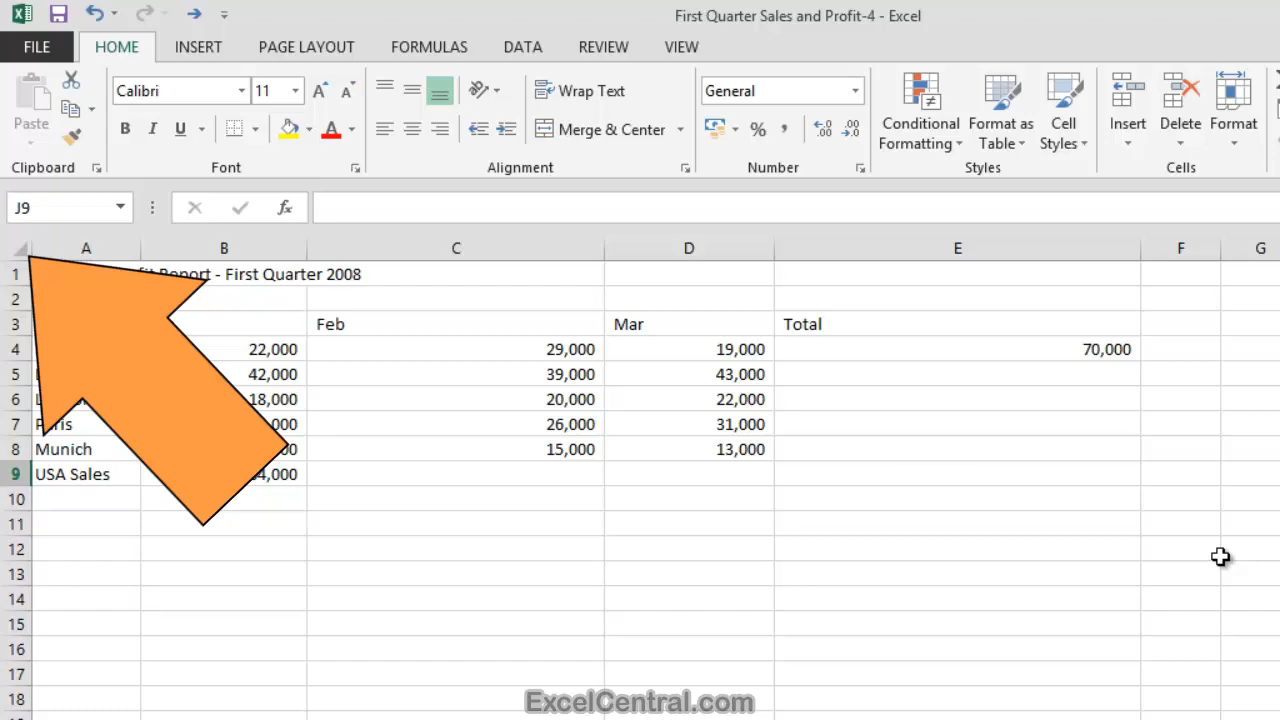 First Quarter Sales and Profit-4 - Excel
FILE HOME INSERT PAGE LAYOUT FORMULAS DATA REVIEW VIEW
Calibri 11 Wrap Text General
Paste B I U Merge & Center % Conditional Formatting Format as Table Cell Styles Insert Delete Format
Clipboard Font Alignment Number Styles Cells
J9 fx
A B C D E F G
1 Report - First Quarter 2008
2
3 Feb Mar Total
4 22,000 29,000 19,000 70,000
5 42,000 39,000 43,000
6 18,000 20,000 22,000
7 Paris 26,000 31,000
8 Munich 15,000 13,000
9 USA Sales
10
11
12
13
14
15
16
17
18
ExcelCentral.com